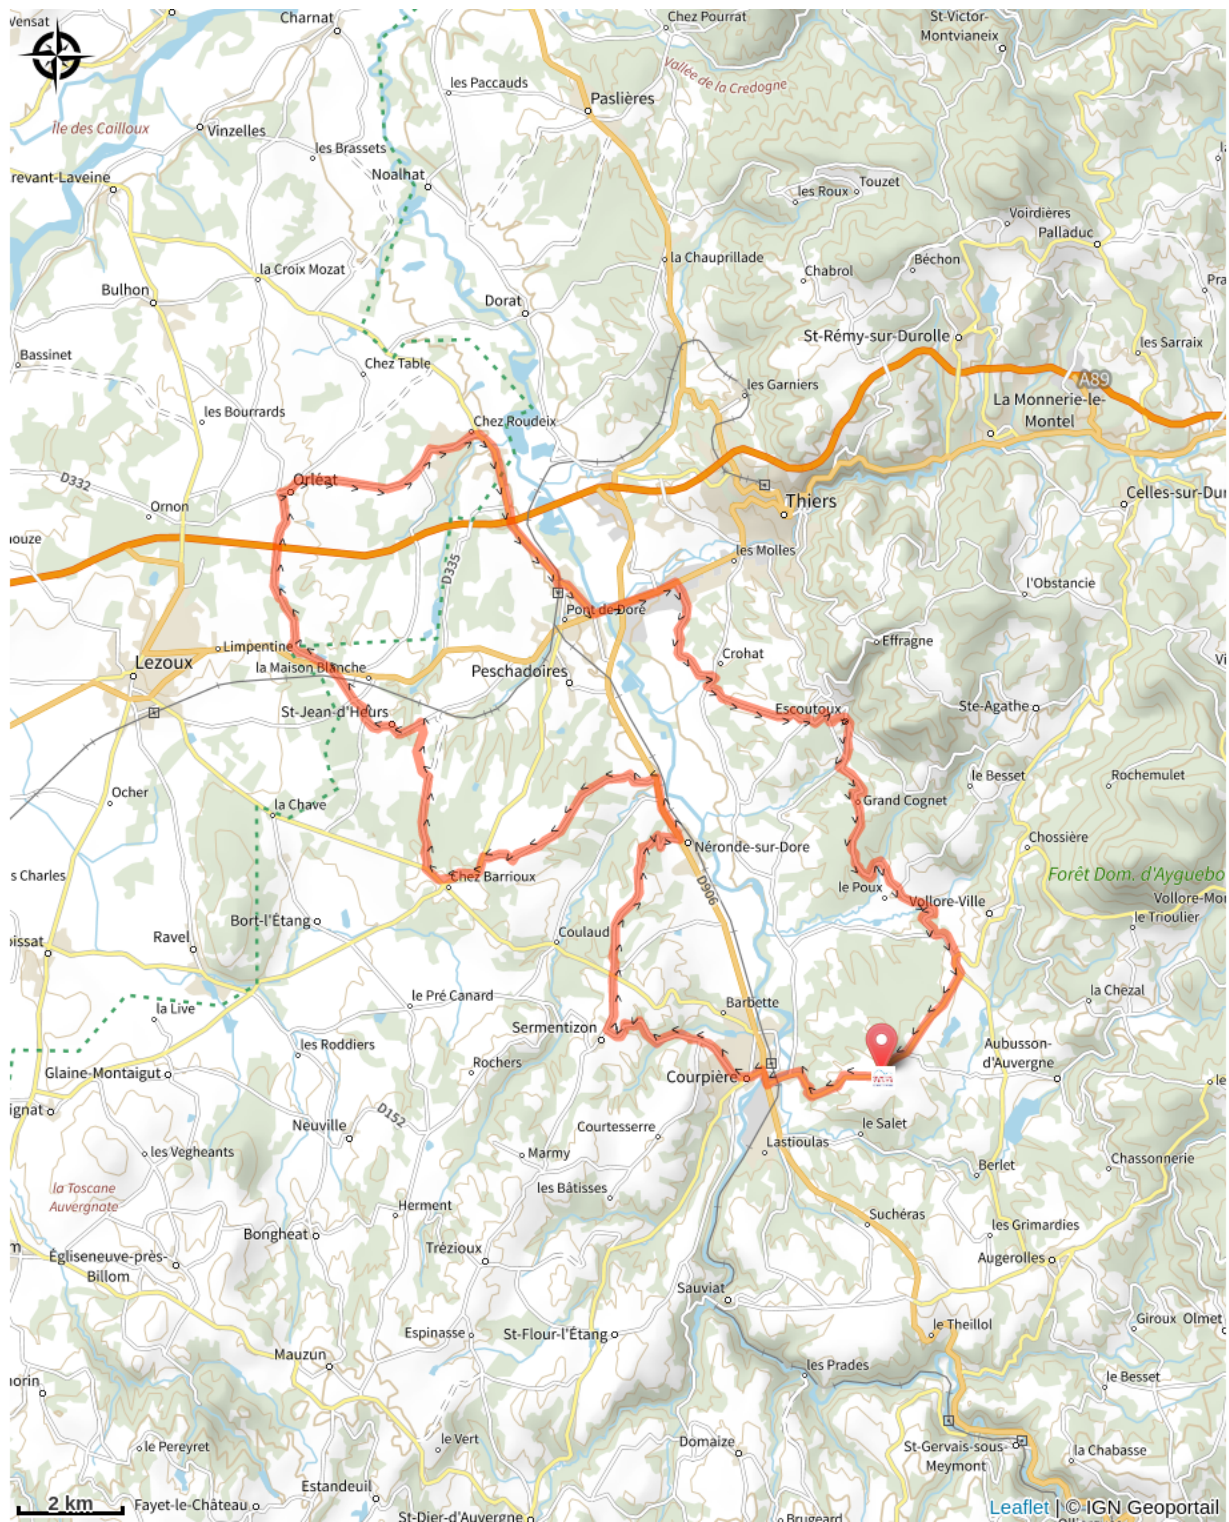 Vensat
Charnat
Chez Pourrat
St-Victor-
Montvianeix
les Paccauds
Vallée de la Credogne
Paslières
Île des Cailloux
Vinzelles
les Brassets
Noalhat
revant-Laveine
les Roux
Touzet
Voirdières
Palladuc
la Croix Mozat
la Chauprillade
Chabrol
Béchon
Bulhon
Dorat
St-Rémy-sur-Durolle
les Sarraix
Bassinet
Chez Table
les Garniers
A89
La Monnerie-le-
Montel
les Bourrards
Chez Roudeix
D332
Orléat
Ornon
Thiers
Celles-sur-Dur
ouze
D335
les Molles
l'Obstancie
Pont de Dore
Effragne
Limpentine
Lezoux
la Maison Blanche
Peschadoires
Crohat
St-Jean-d'Heurs
Escoutoux
Ste-Agathe
Ocher
la Chave
le Besset
Rochemulet
Grand Cognet
Néronde-sur-Dore
Chossière
s Charles
Chez Barrioux
D906
le Poux
Forêt Dom. d'Ayguebo
Vollore-Ville
Vollore-Mon
le Trioulier
Bort-l'Étang
Coulaud
Ravel
oissat
le Pré Canard
Barbette
la Chezal
la Live
Sermentizon
les Roddiers
Rochers
Aubusson-
d'Auvergne
Glaine-Montaigut
Courpière
ignat
D152
Neuville
Courtesserre
le Salet
Lastioulas
les Vegheants
Marmy
Berlet
Chassonnerie
la Toscane
Auvergnate
les Bâtisses
Herment
Suchéras
les Grimardies
Bongheat
Trézioux
Augerolles
Égliseneuve-près-
Billom
Sauviat
Espinasse
St-Flour-l'Étang
le Theillol
Giroux
Olmet
Mauzun
les Prades
le Besset
norin
le Pereyret
le Vert
Domaize
St-Gervais-sous-
Meymont
la Chabasse
Estandeuil
2 km
Fayet-le-Château
St-Dier-d'Auvergne
Brugeard
Leaflet | © IGN Geoportail